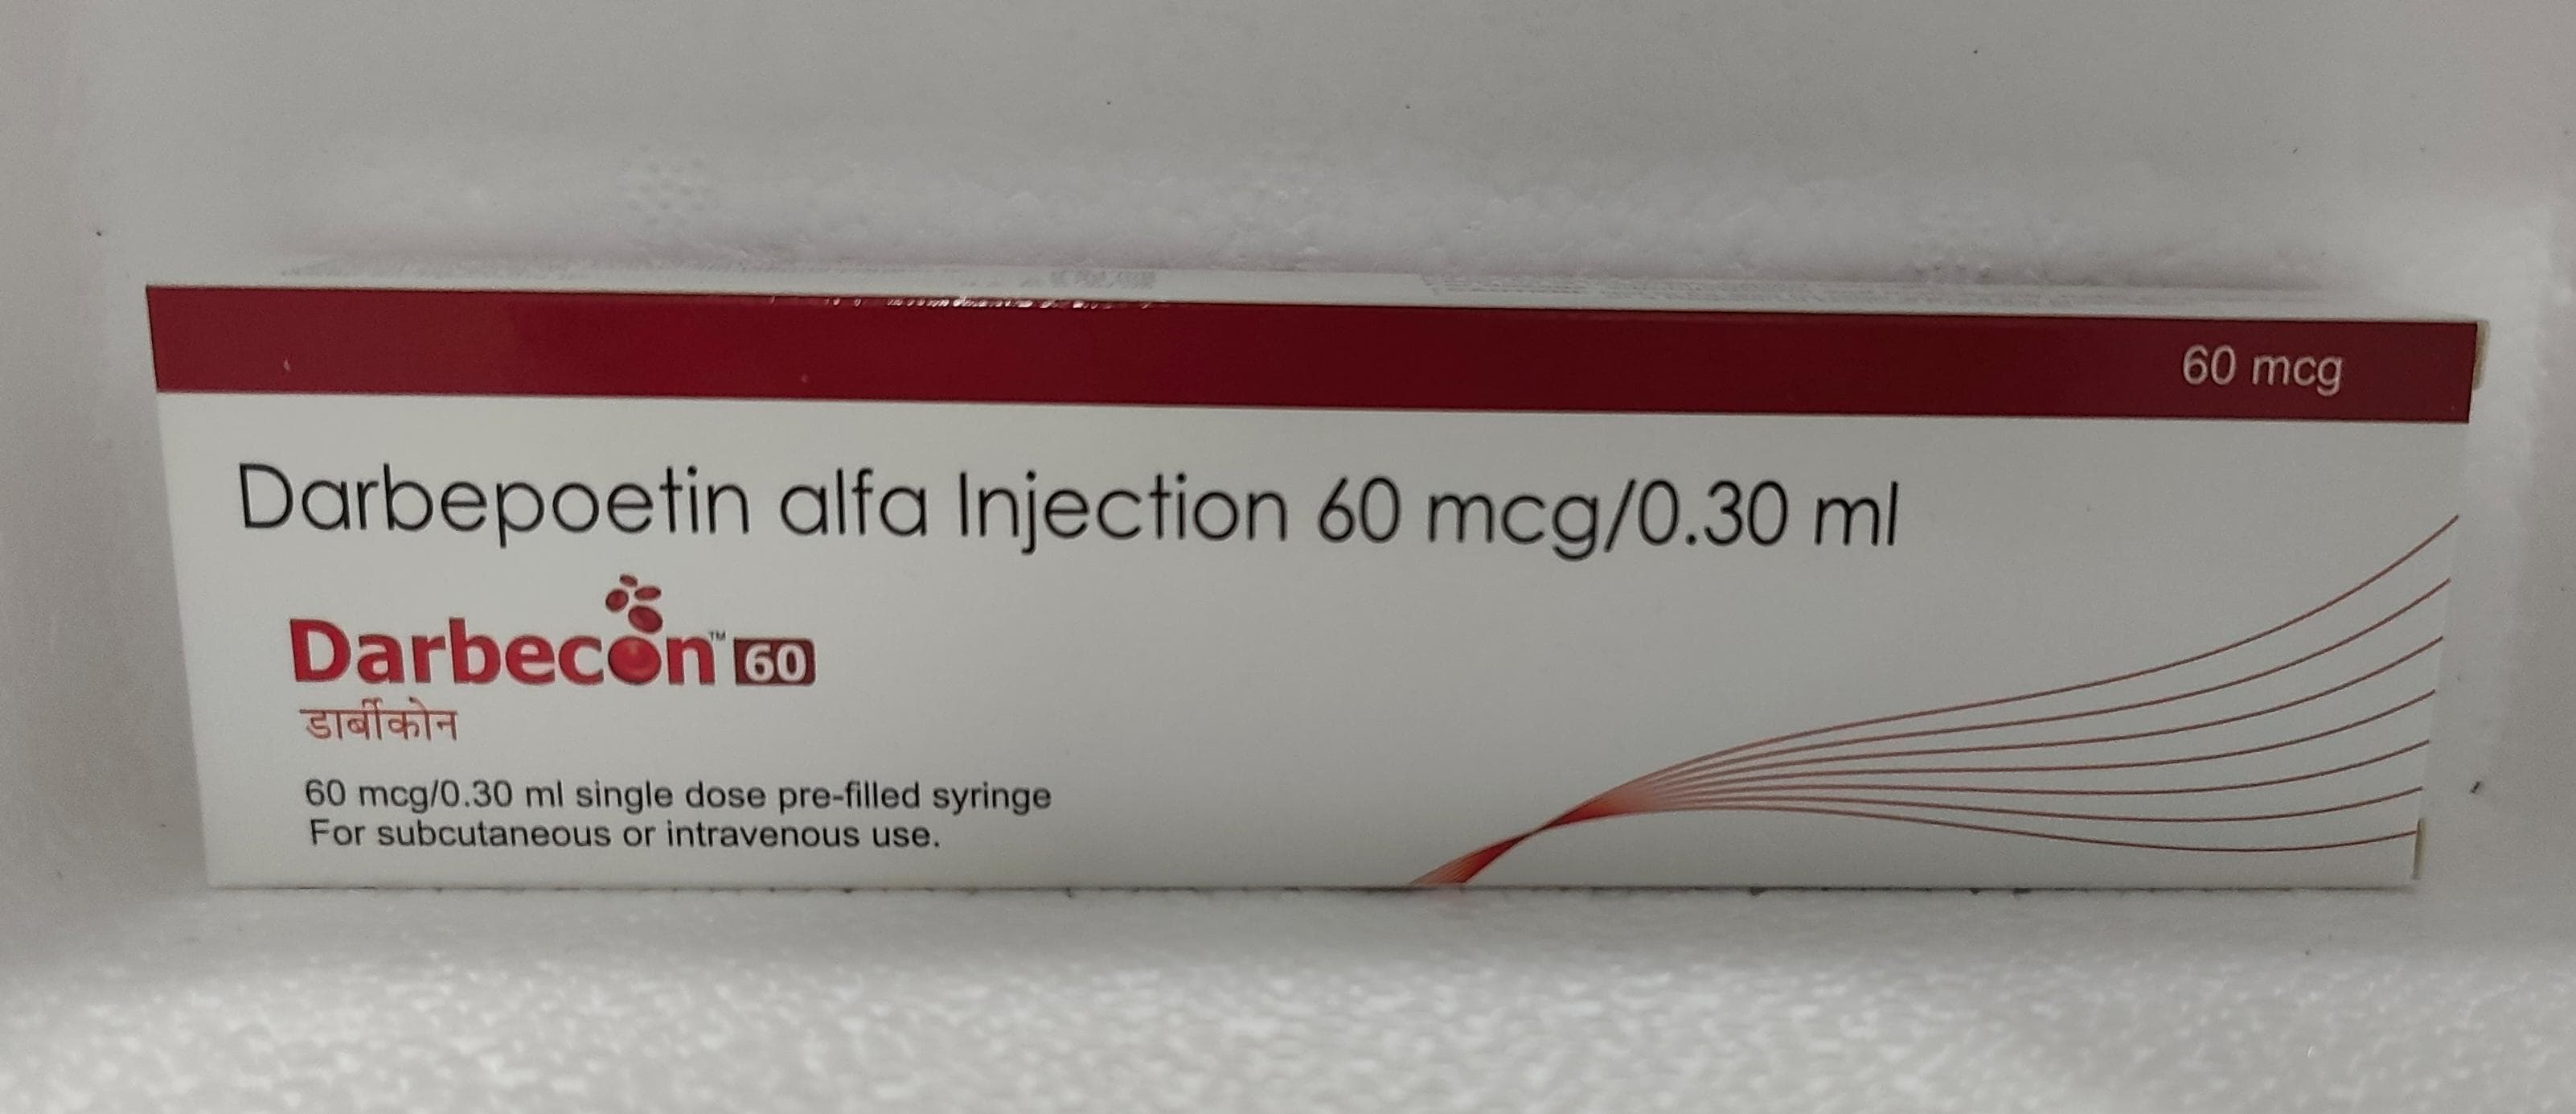 60 mcg
Darbepoetin alfa Injection 60 mcg/0.30 ml
Darbecon™ 60
डार्बीकोन
60 mcg/0.30 ml single dose pre-filled syringe
For subcutaneous or intravenous use.